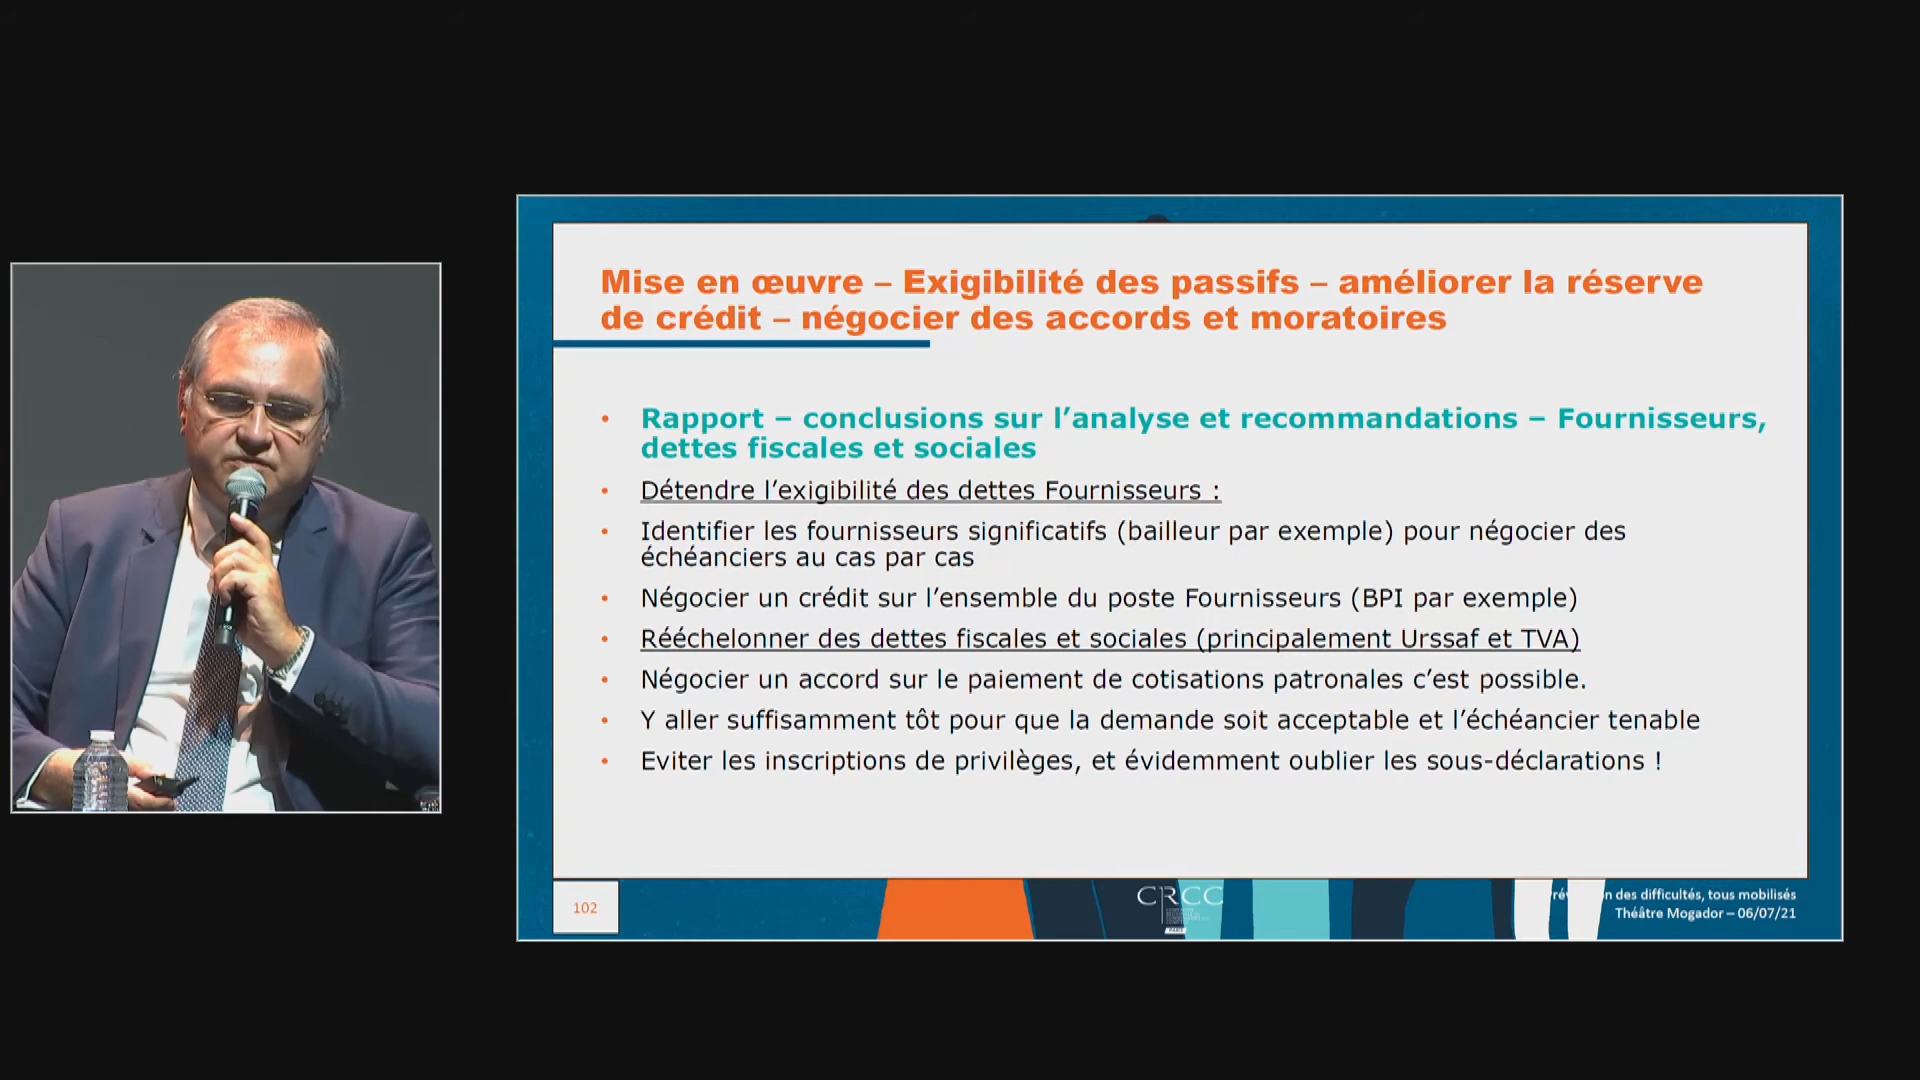 Mise en œuvre – Exigibilité des passifs – améliorer la réserve
de crédit – négocier des accords et moratoires
• Rapport – conclusions sur l’analyse et recommandations – Fournisseurs,
dettes fiscales et sociales
• Détendre l’exigibilité des dettes Fournisseurs :
• Identifier les fournisseurs significatifs (bailleur par exemple) pour négocier des
échéanciers au cas par cas
• Négocier un crédit sur l’ensemble du poste Fournisseurs (BPI par exemple)
• Rééchelonner des dettes fiscales et sociales (principalement Urssaf et TVA)
• Négocier un accord sur le paiement de cotisations patronales c’est possible.
• Y aller suffisamment tôt pour que la demande soit acceptable et l’échéancier tenable
• Eviter les inscriptions de privilèges, et évidemment oublier les sous-déclarations !
102
CRCC
PARIS
des difficultés, tous mobilisés
Théâtre Mogador – 06/07/21